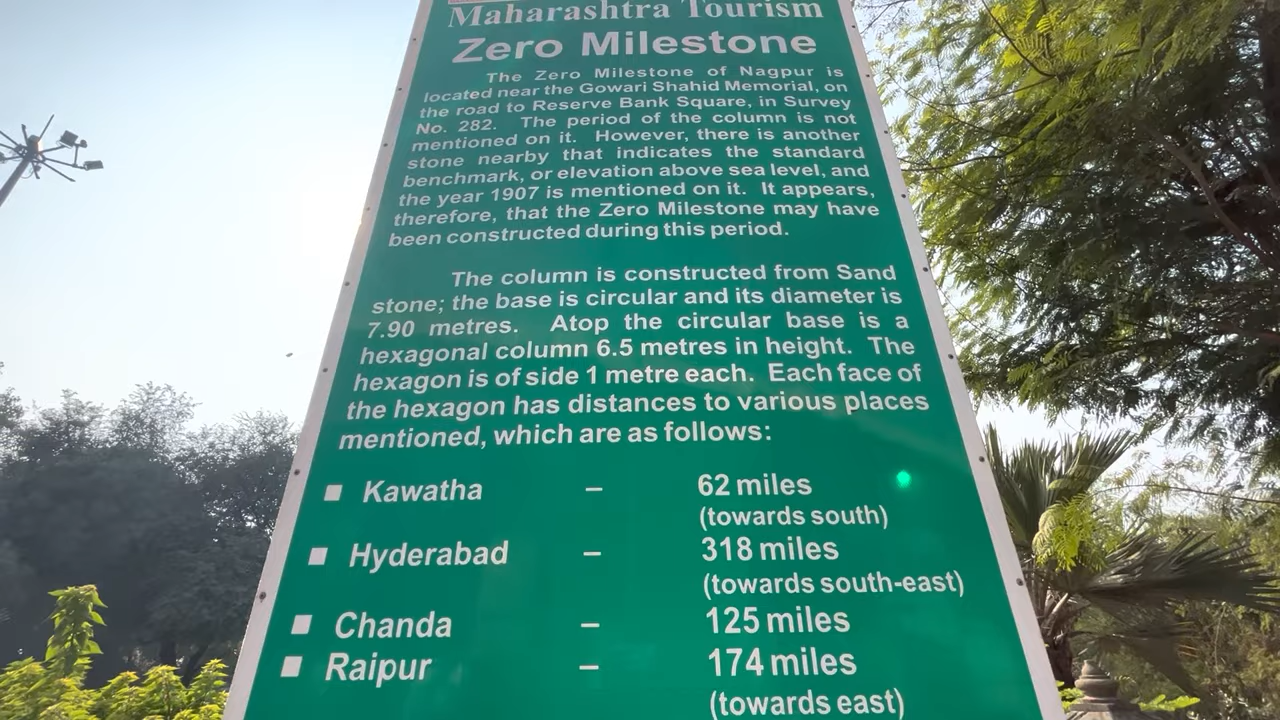 Maharashtra Tourism
Zero Milestone
The Zero Milestone of Nagpur is
located near the Gowari Shahid Memorial, on
the road to Reserve Bank Square, in Survey
No. 282. The period of the column is not
mentioned on it. However, there is another
stone nearby that indicates the standard
benchmark, or elevation above sea level, and
the year 1907 is mentioned on it. It appears,
therefore, that the Zero Milestone may have
been constructed during this period.
The column is constructed from Sand
stone; the base is circular and its diameter is
7.90 metres. Atop the circular base is a
hexagonal column 6.5 metres in height. The
hexagon is of side 1 metre each. Each face of
the hexagon has distances to various places
mentioned, which are as follows:
■ Kawatha – 62 miles
(towards south)
■ Hyderabad – 318 miles
(towards south-east)
■ Chanda – 125 miles
■ Raipur – 174 miles
(towards east)